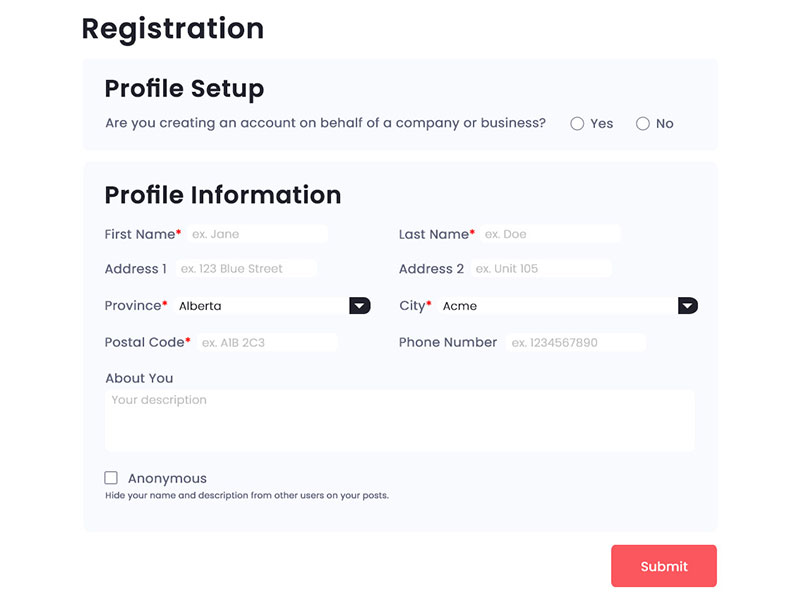 Registration
Profile Setup
Are you creating an account on behalf of a company or business? Yes No
Profile Information
First Name* ex. Jane Last Name* ex. Doe
Address 1 ex. 123 Blue Street Address 2 ex. Unit 105
Province* Alberta City* Acme
Postal Code* ex. A1B 2C3 Phone Number ex. 1234567890
About You
Your description
Anonymous
Hide your name and description from other users on your posts.
Submit